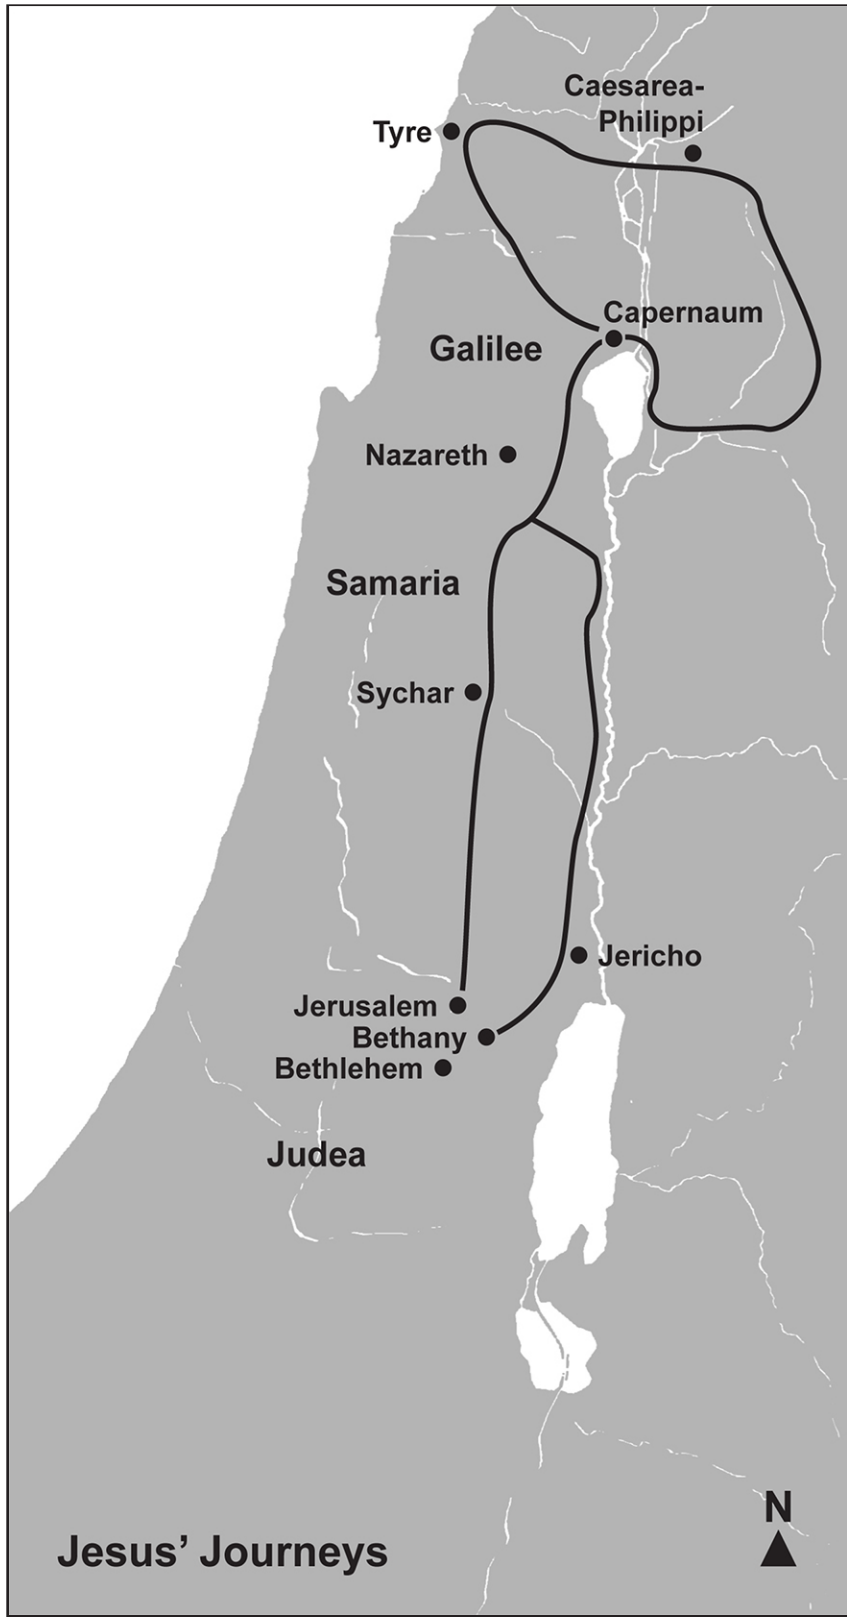 Caesarea-
Philippi
Tyre
Capernaum
Galilee
Nazareth
Samaria
Sychar
Jericho
Jerusalem
Bethany
Bethlehem
Judea
N
Jesus’ Journeys